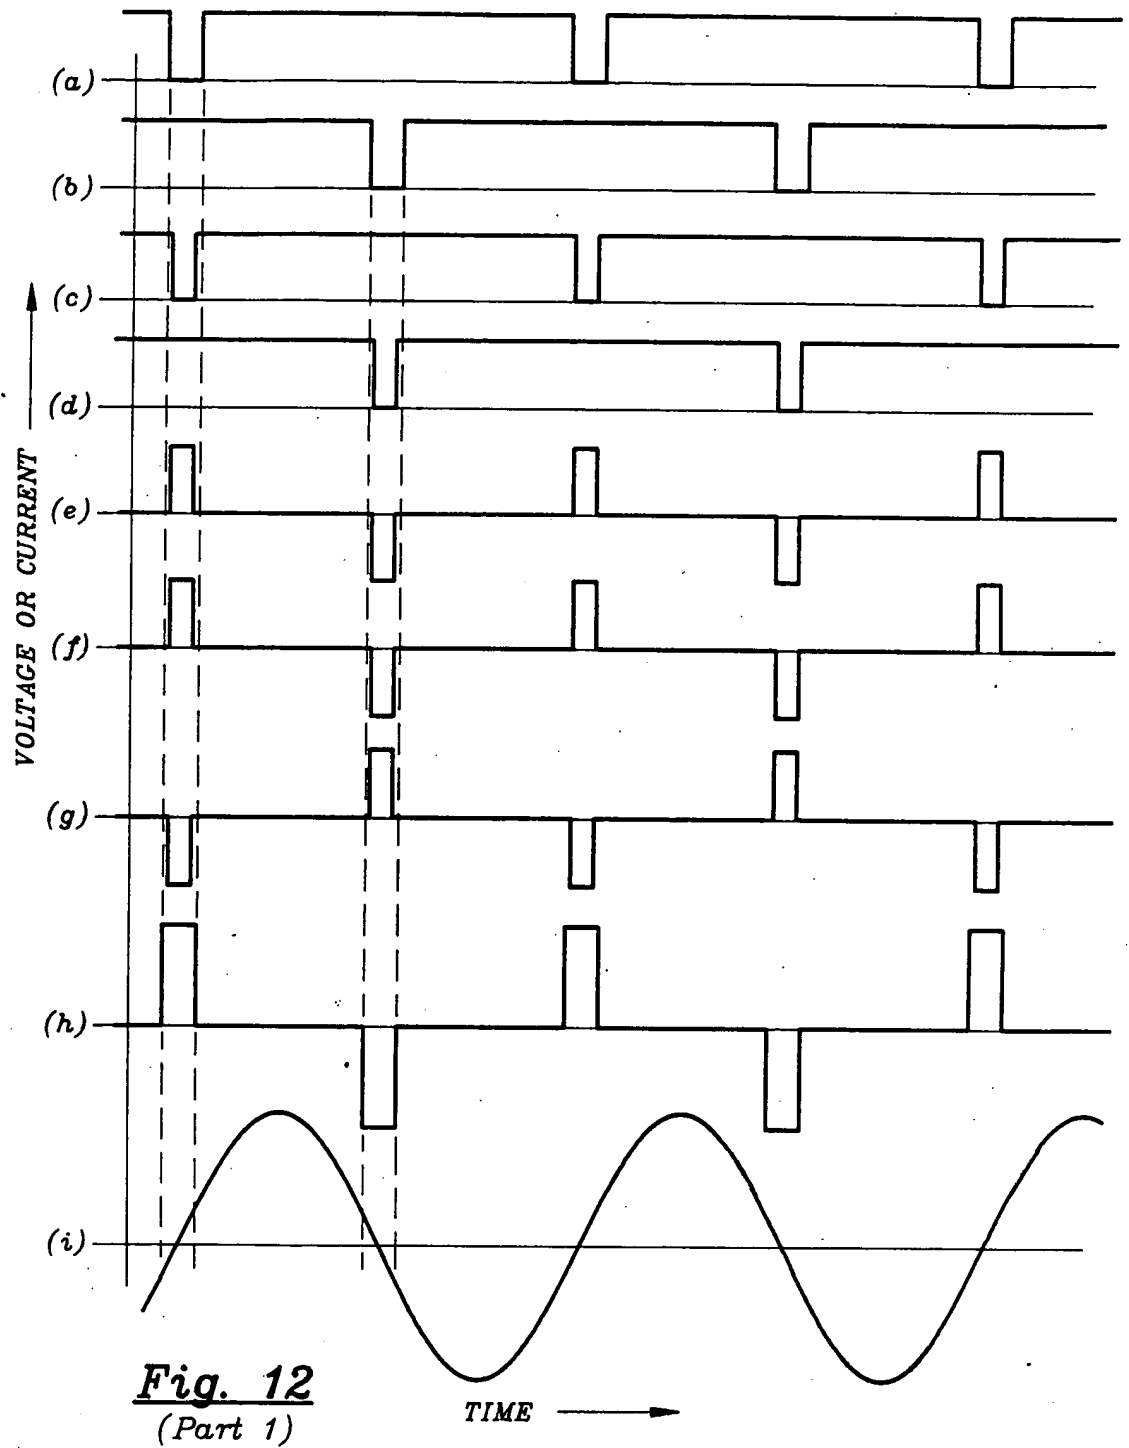 (a)
(b)
(c)
(d)
(e)
(f)
(g)
(h)
(i)
VOLTAGE OR CURRENT
TIME
Fig. 12
(Part 1)